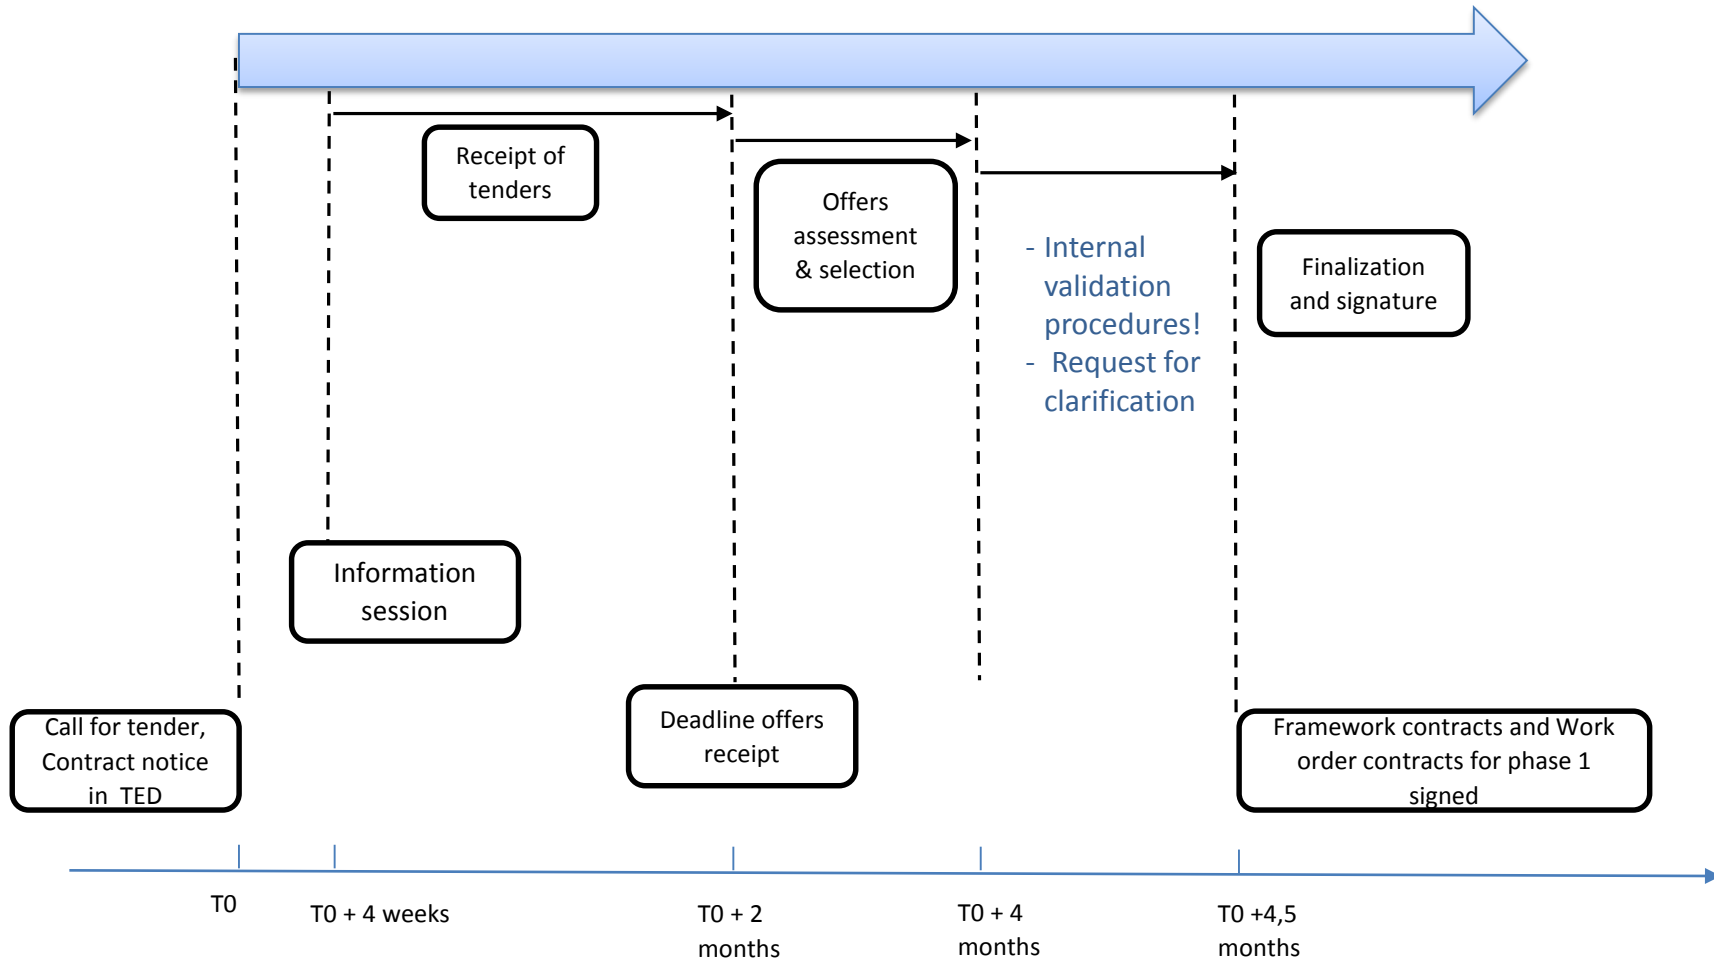 Receipt of
tenders
Offers
assessment
& selection
- Internal
validation
procedures!
- Request for
clarification
Finalization
and signature
Information
session
Call for tender,
Contract notice
in TED
Deadline offers
receipt
Framework contracts and Work
order contracts for phase 1
signed
T0
T0 + 4 weeks
T0 + 2
months
T0 + 4
months
T0 +4,5
months